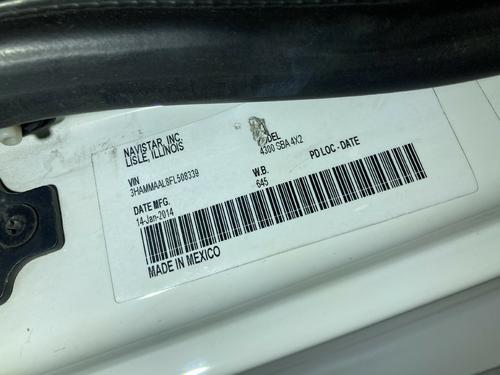 NAVISTAR, INC.
LISLE, ILLINOIS
4300 SBA 4X2
VIN
3HAMMAAL8FL508339
W.B.
645
PD LOC - DATE
DATE MFG.
14-Jan-2014
MADE IN MEXICO